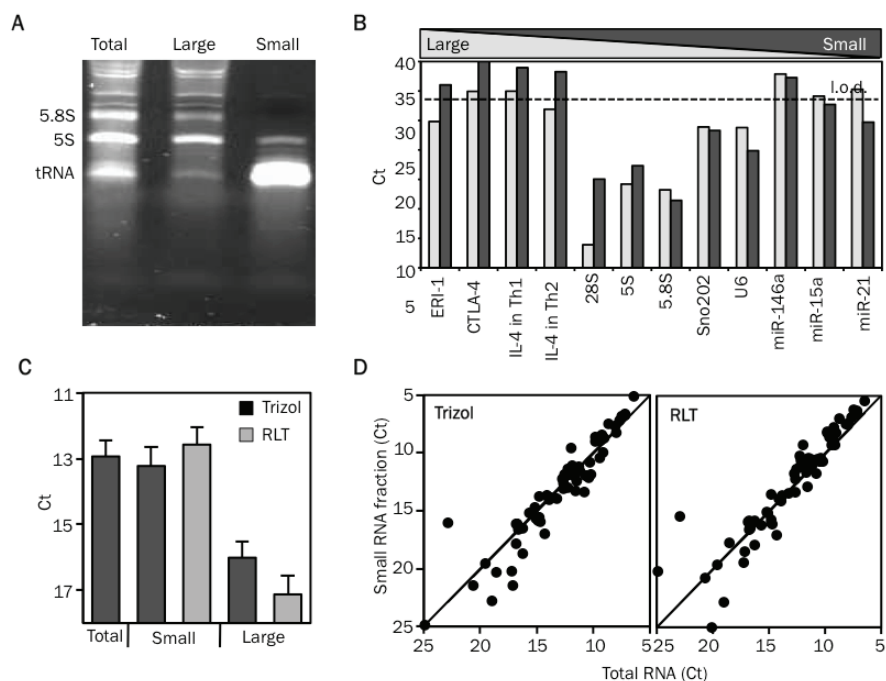 A
Total Large Small
5.8S
5S
tRNA
B
Large Small
40
35
30
25
20
15
10
5
Ct
l.o.d.
ERI-1
CTLA-4
IL-4 in Th1
IL-4 in Th2
28S
5S
5.8S
Sno202
U6
miR-146a
miR-15a
miR-21
C
11
13
15
17
Ct
Trizol
RLT
Total Small Large
D
Trizol
RLT
5
10
15
20
25
Small RNA fraction (Ct)
25 20 15 10 5 25 20 15 10 5
Total RNA (Ct)